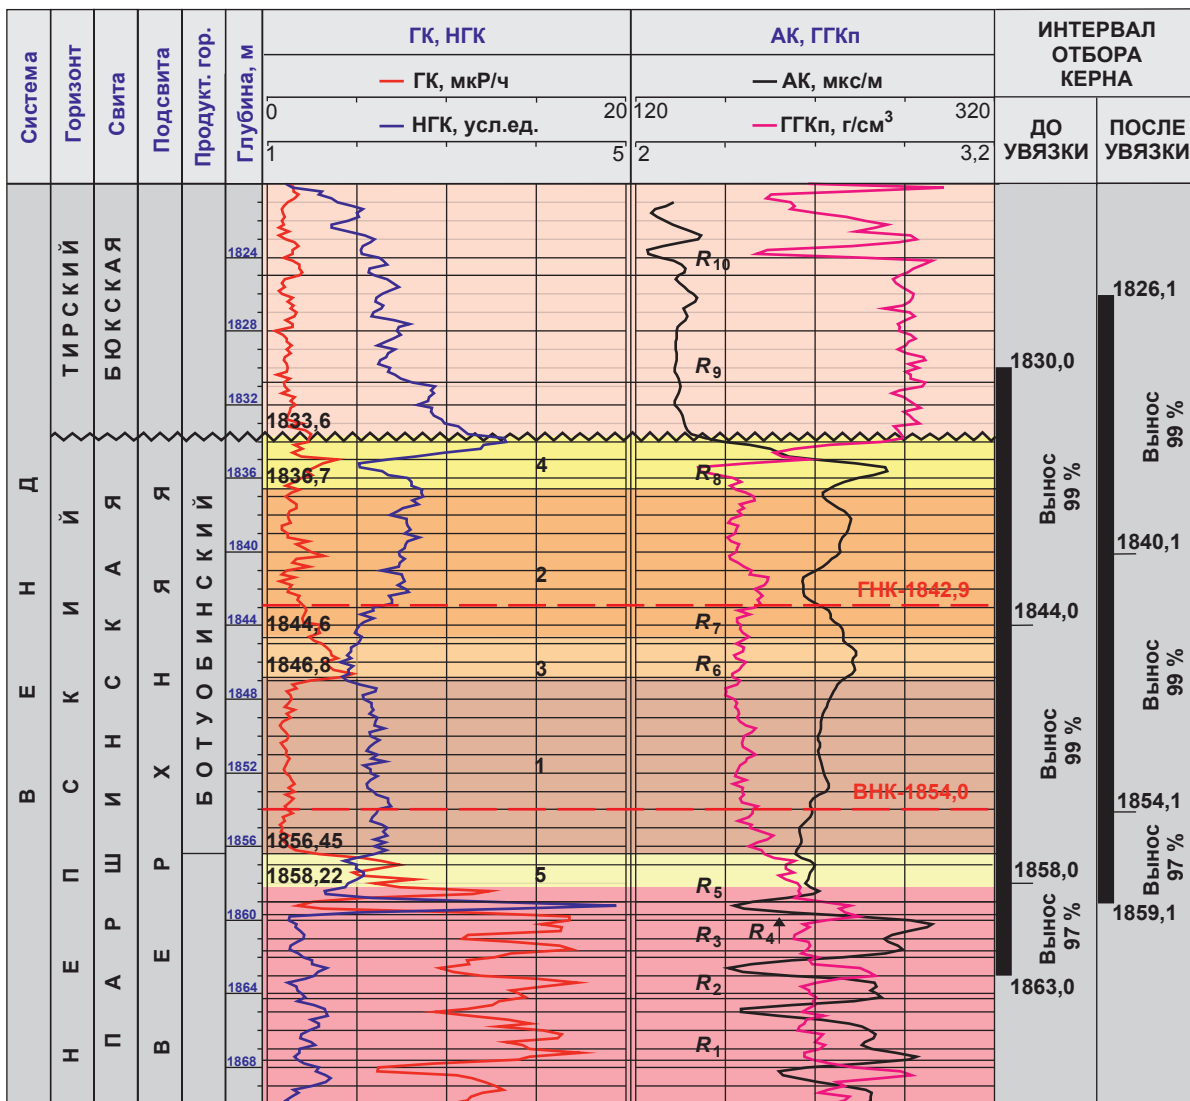 Система
Горизонт
Свита
Подсвита
Продукт. гор.
Глубина, м
ГК, НГК
ГК, мкР/ч
0
20
НГК, усл.ед.
1
5
АК, ГГКп
АК, мкс/м
120
320
ГГКп, г/см³
2
3,2
ИНТЕРВАЛ
ОТБОРА
КЕРНА
ДО
УВЯЗКИ
ПОСЛЕ
УВЯЗКИ
ВЕНД
ТИРСКИЙ
НЕПСКИЙ
БЮКСКАЯ
ПАРШИНСКАЯ
ВЕРХНЯЯ
БОТУОБИНСКИЙ
1824
R10
1826,1
1828
1830,0
R9
1832
1833,6
Вынос
99 %
4
R8
1836
1836,7
Вынос
99 %
1840
1840,1
2
ГНК-1842,9
1844
1844,6
R7
1844,0
1846,8
3
R6
Вынос
99 %
1848
Вынос
99 %
1852
1
ВНК-1854,0
1854,1
1856
1856,45
1858,22
5
R5
1858,0
Вынос
97 %
1859,1
1860
R3
R4
Вынос
97 %
1863,0
1864
R2
R1
1868